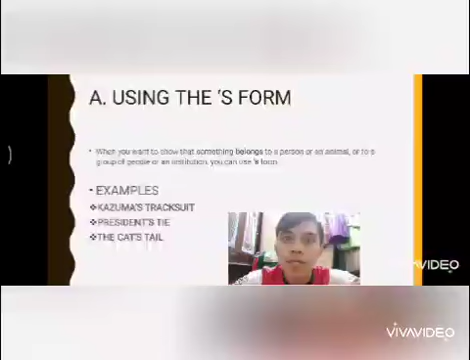 A. USING THE ’S FORM
• When you want to show that something belongs to a person or an animal, or to a
group of people or an institution, you can use ’s form
• EXAMPLES
❖KAZUMA'S TRACKSUIT
❖PRESIDENT'S TIE
❖THE CAT'S TAIL
VIVAVIDEO
VIVAVIDEO